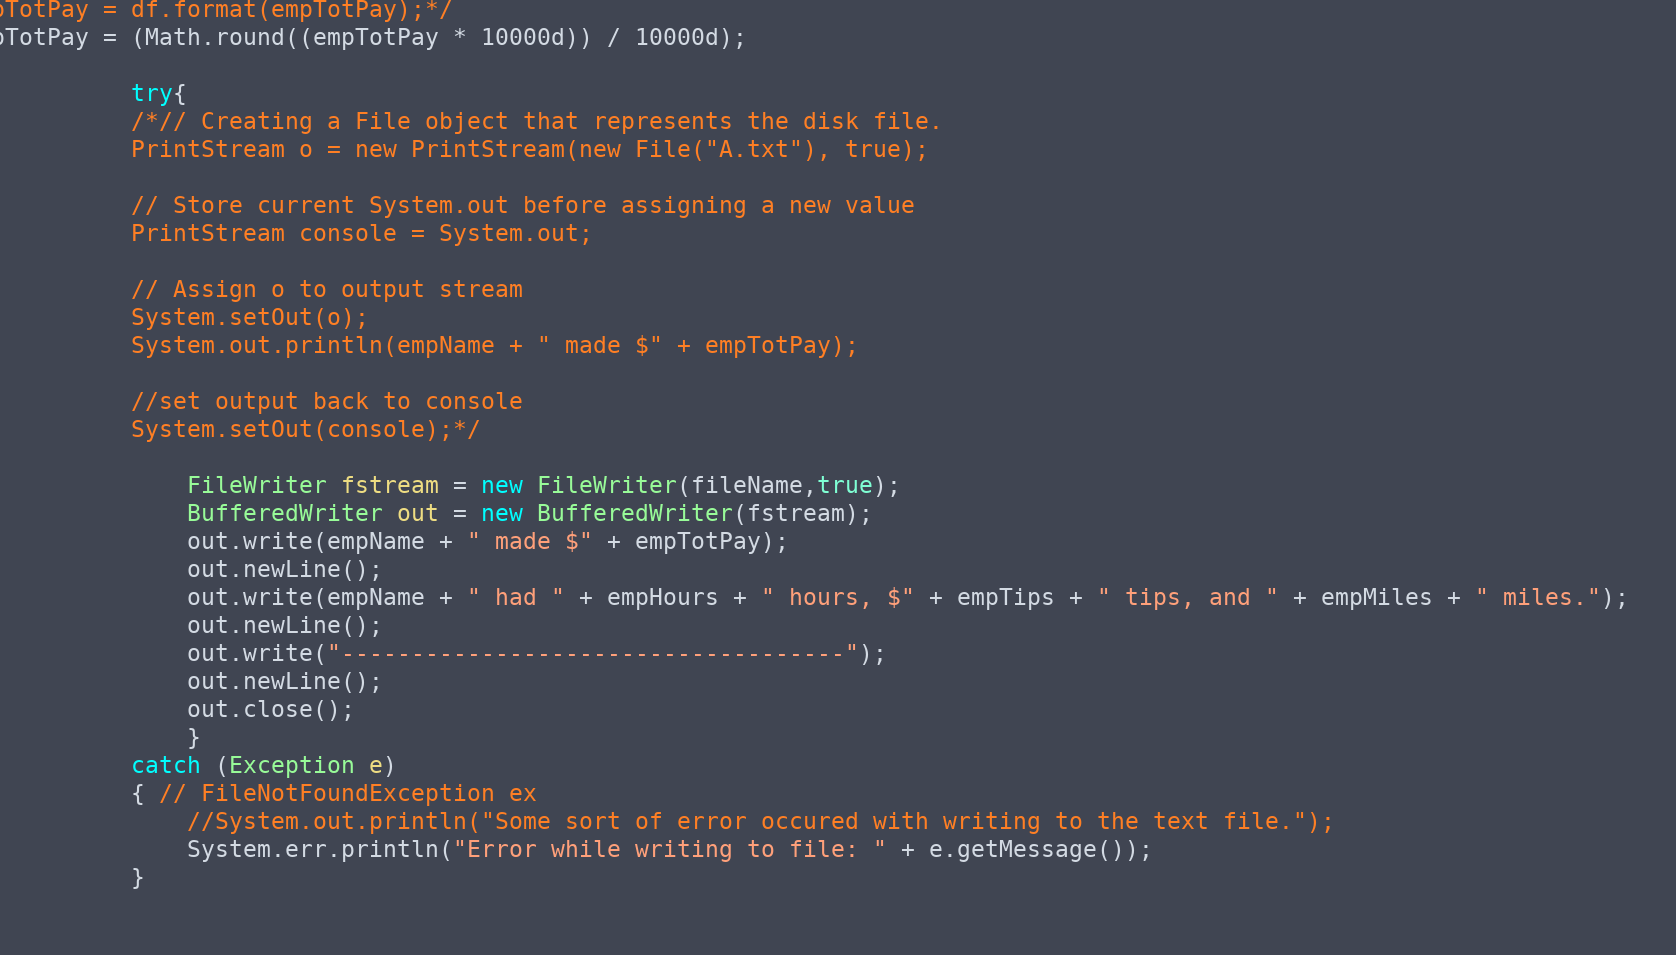 pTotPay = df.format(empTotPay);*/
pTotPay = (Math.round((empTotPay * 10000d)) / 10000d);
try{
/*// Creating a File object that represents the disk file.
PrintStream o = new PrintStream(new File("A.txt"), true);
// Store current System.out before assigning a new value
PrintStream console = System.out;
// Assign o to output stream
System.setOut(o);
System.out.println(empName + " made $" + empTotPay);
//set output back to console
System.setOut(console);*/
FileWriter fstream = new FileWriter(fileName,true);
BufferedWriter out = new BufferedWriter(fstream);
out.write(empName + " made $" + empTotPay);
out.newLine();
out.write(empName + " had " + empHours + " hours, $" + empTips + " tips, and " + empMiles + " miles.");
out.newLine();
out.write("------------------------------------");
out.newLine();
out.close();
}
catch (Exception e)
{ // FileNotFoundException ex
//System.out.println("Some sort of error occured with writing to the text file.");
System.err.println("Error while writing to file: " + e.getMessage());
}